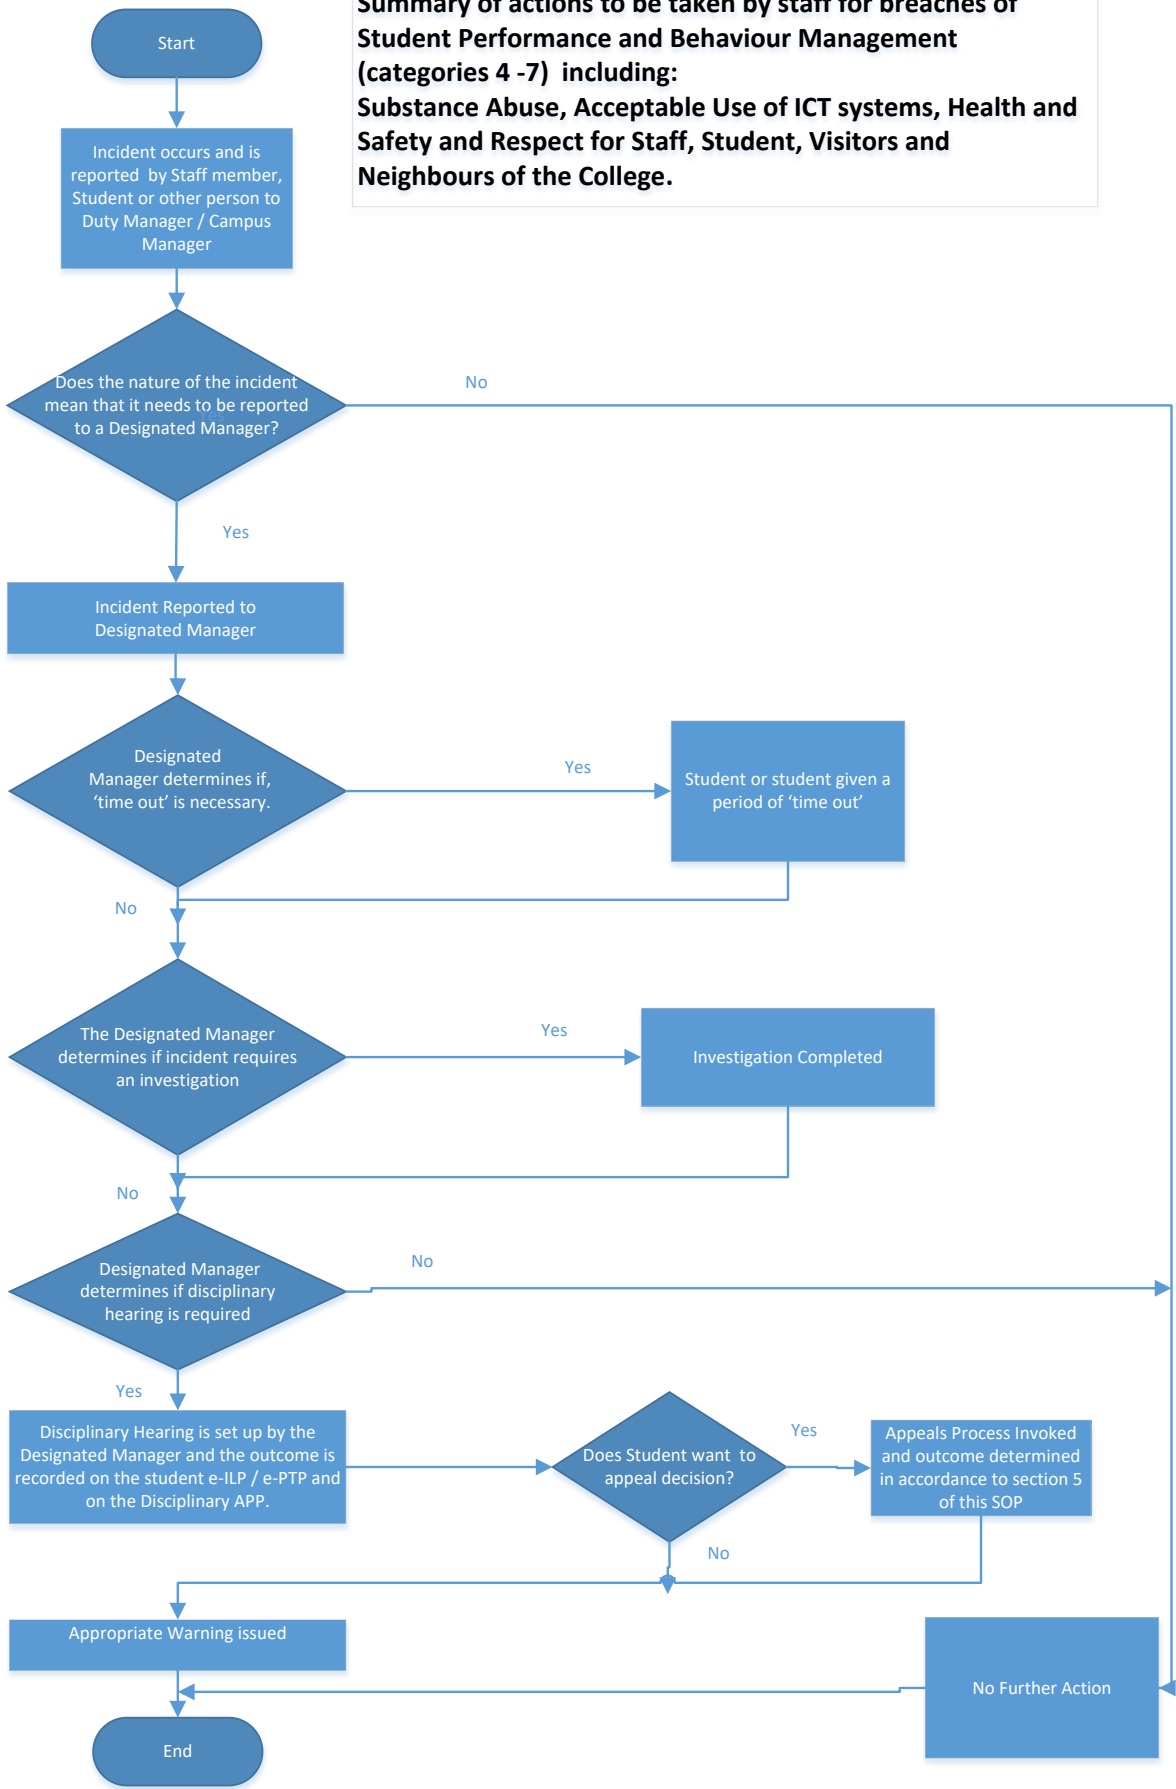 Summary of actions to be taken by staff for breaches of
Student Performance and Behaviour Management
(categories 4 -7)  including:
Substance Abuse, Acceptable Use of ICT systems, Health and
Safety and Respect for Staff, Student, Visitors and
Neighbours of the College.
Start
Incident occurs and is
reported  by Staff member,
Student or other person to
Duty Manager / Campus
Manager
Does the nature of the incident
mean that it needs to be reported
to a Designated Manager?
Yes
No
Yes
Incident Reported to
Designated Manager
Designated
Manager determines if,
‘time out’ is necessary.
Yes
Student or student given a
period of ‘time out’
No
The Designated Manager
determines if incident requires
an investigation
Yes
Investigation Completed
No
Designated Manager
determines if disciplinary
hearing is required
No
Yes
Disciplinary Hearing is set up by the
Designated Manager and the outcome is
recorded on the student e-ILP / e-PTP and
on the Disciplinary APP.
Does Student want  to
appeal decision?
Yes
Appeals Process Invoked
and outcome determined
in accordance to section 5
of this SOP
No
Appropriate Warning issued
No Further Action
End